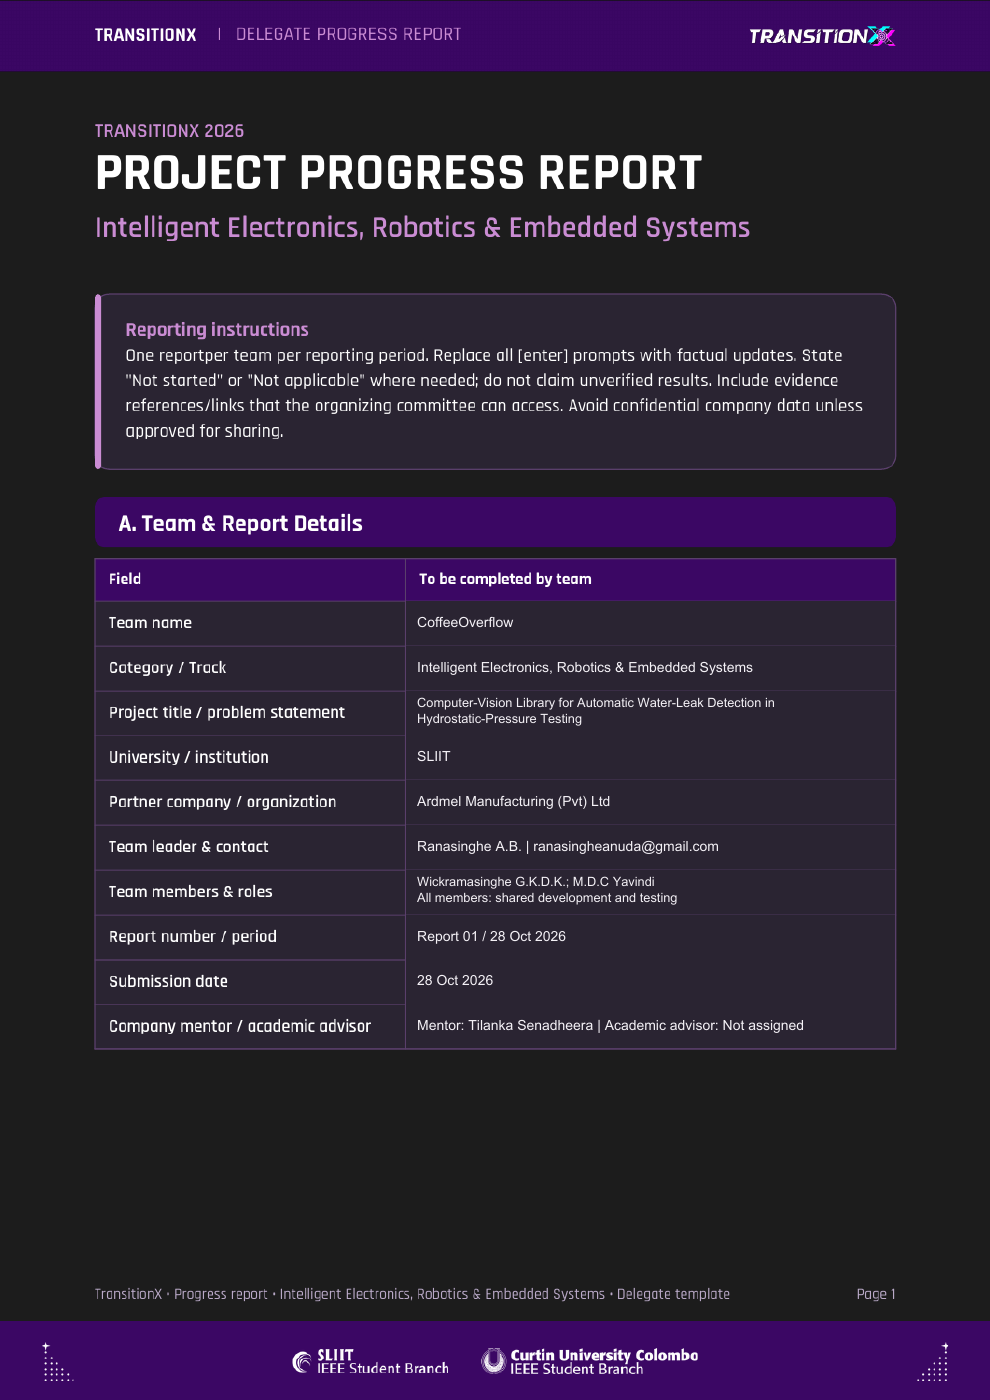 TRANSITIONX | DELEGATE PROGRESS REPORT
TRANSITIONX
TRANSITIONX 2026
PROJECT PROGRESS REPORT
Intelligent Electronics, Robotics & Embedded Systems
Reporting instructions
One reportper team per reporting period. Replace all [enter] prompts with factual updates. State
"Not started" or "Not applicable" where needed; do not claim unverified results. Include evidence
references/links that the organizing committee can access. Avoid confidential company data unless
approved for sharing.
A. Team & Report Details
Field To be completed by team
Team name CoffeeOverflow
Category / Track Intelligent Electronics, Robotics & Embedded Systems
Project title / problem statement Computer-Vision Library for Automatic Water-Leak Detection in
Hydrostatic-Pressure Testing
University / institution SLIIT
Partner company / organization Ardmel Manufacturing (Pvt) Ltd
Team leader & contact Ranasinghe A.B. | ranasingheanuda@gmail.com
Team members & roles Wickramasinghe G.K.D.K.; M.D.C Yavindi
All members: shared development and testing
Report number / period Report 01 / 28 Oct 2026
Submission date 28 Oct 2026
Company mentor / academic advisor Mentor: Tilanka Senadheera | Academic advisor: Not assigned
TransitionX • Progress report • Intelligent Electronics, Robotics & Embedded Systems • Delegate template Page 1
SLIIT
IEEE Student Branch
Curtin University Colombo
IEEE Student Branch